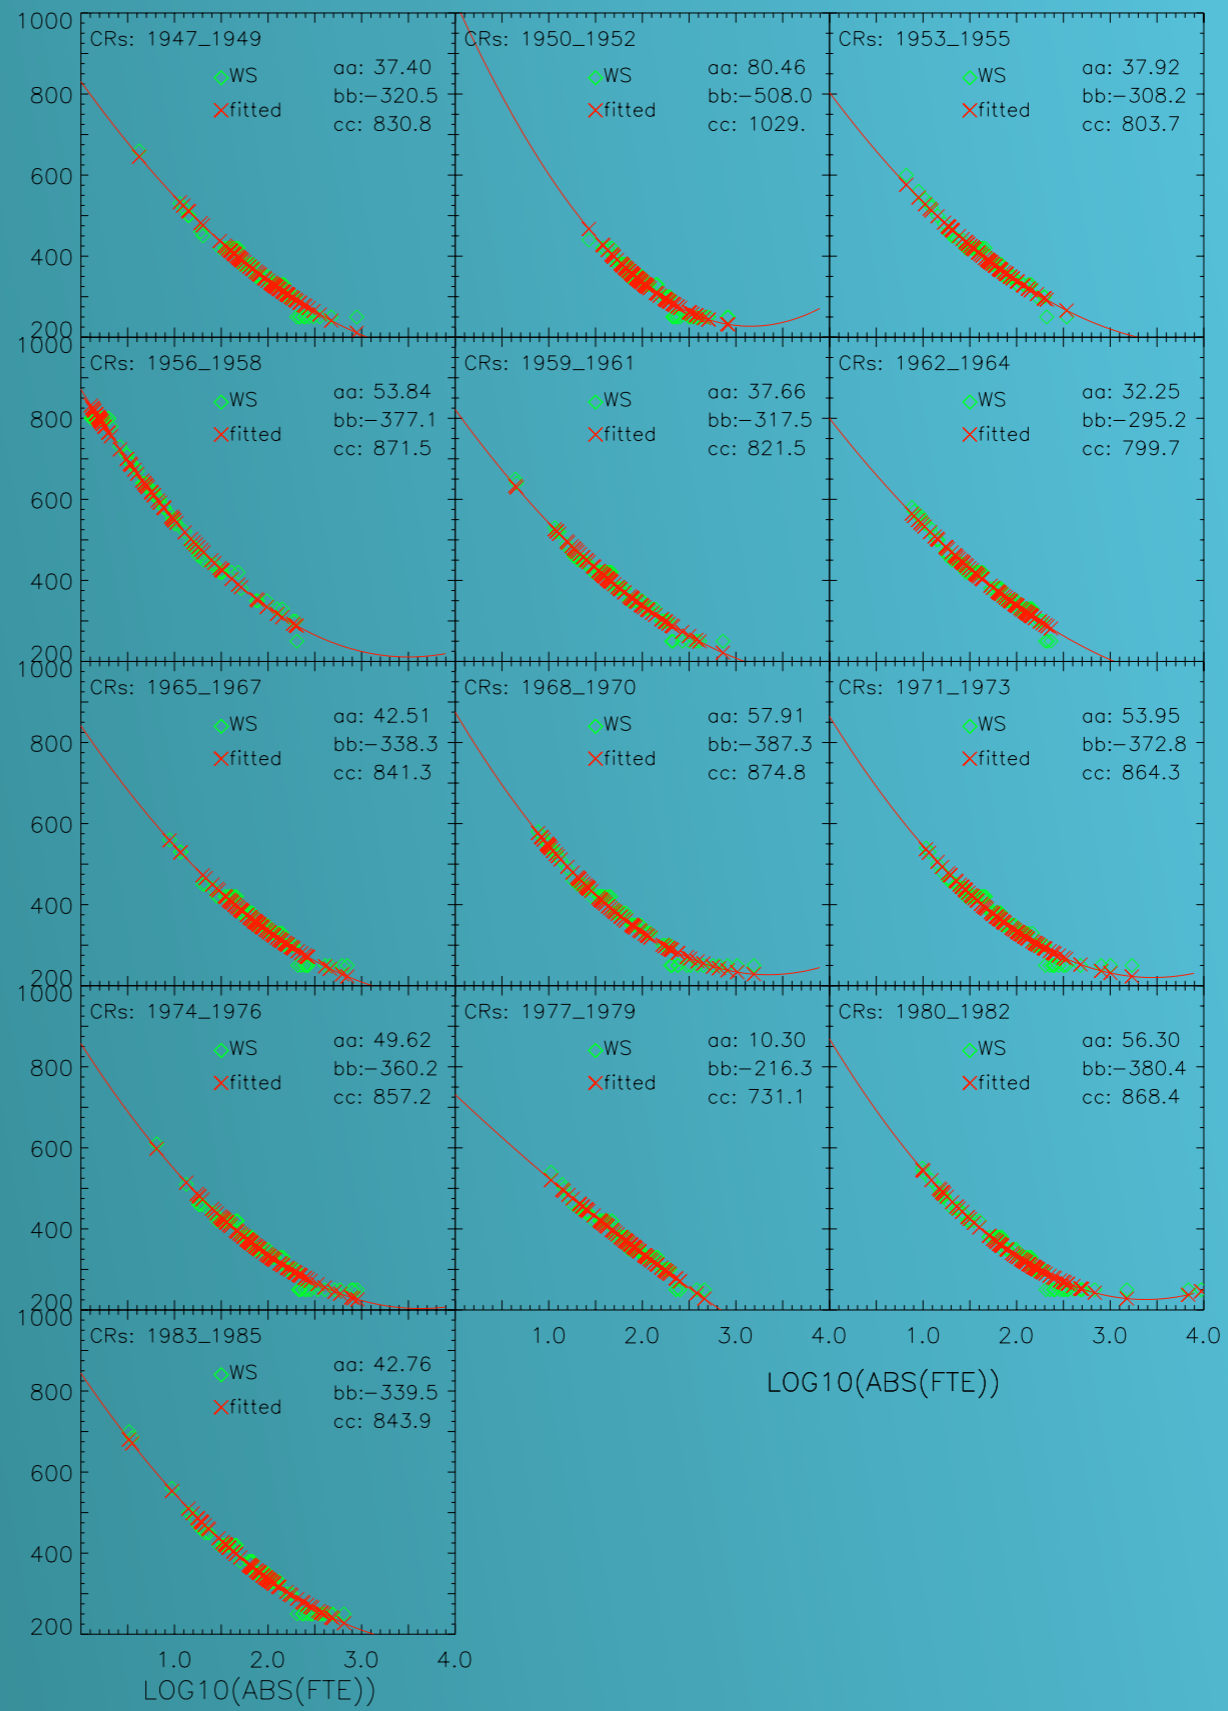 1000
800
600
400
200
CRs: 1947_1949
WS
fitted
aa: 37.40
bb:−320.5
cc: 830.8
CRs: 1950_1952
WS
fitted
aa: 80.46
bb:−508.0
cc: 1029.
CRs: 1953_1955
WS
fitted
aa: 37.92
bb:−308.2
cc: 803.7
1000
800
600
400
200
CRs: 1956_1958
WS
fitted
aa: 53.84
bb:−377.1
cc: 871.5
CRs: 1959_1961
WS
fitted
aa: 37.66
bb:−317.5
cc: 821.5
CRs: 1962_1964
WS
fitted
aa: 32.25
bb:−295.2
cc: 799.7
1000
800
600
400
200
CRs: 1965_1967
WS
fitted
aa: 42.51
bb:−338.3
cc: 841.3
CRs: 1968_1970
WS
fitted
aa: 57.91
bb:−387.3
cc: 874.8
CRs: 1971_1973
WS
fitted
aa: 53.95
bb:−372.8
cc: 864.3
1000
800
600
400
200
CRs: 1974_1976
WS
fitted
aa: 49.62
bb:−360.2
cc: 857.2
CRs: 1977_1979
WS
fitted
aa: 10.30
bb:−216.3
cc: 731.1
CRs: 1980_1982
WS
fitted
aa: 56.30
bb:−380.4
cc: 868.4
1.0 2.0 3.0 4.0 1.0 2.0 3.0 4.0
LOG10(ABS(FTE))
1000
800
600
400
200
CRs: 1983_1985
WS
fitted
aa: 42.76
bb:−339.5
cc: 843.9
1.0 2.0 3.0 4.0
LOG10(ABS(FTE))